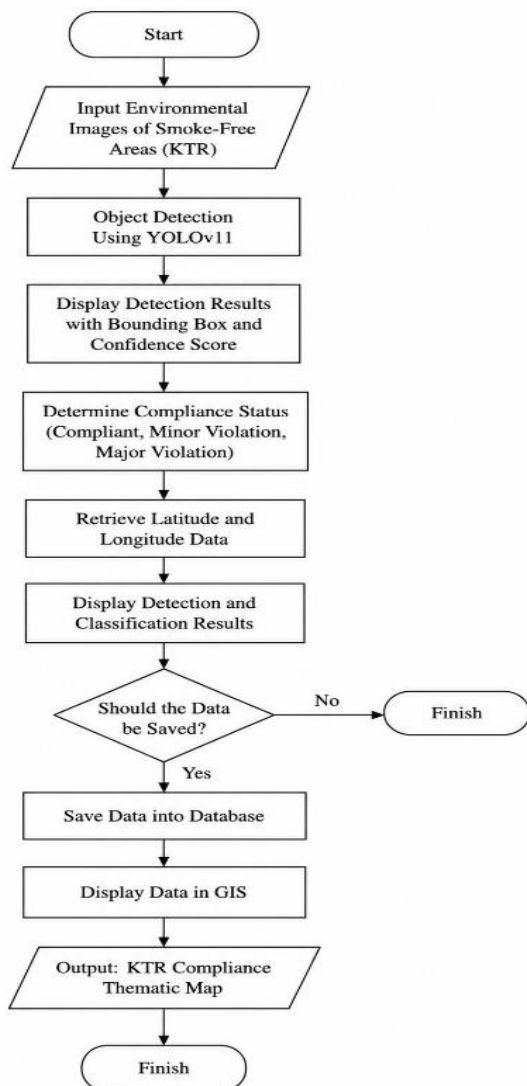 Start
Input Environmental
Images of Smoke-Free
Areas (KTR)
Object Detection
Using YOLOv11
Display Detection Results
with Bounding Box and
Confidence Score
Determine Compliance Status
(Compliant, Minor Violation,
Major Violation)
Retrieve Latitude and
Longitude Data
Display Detection and
Classification Results
Should the Data
be Saved?
No
Finish
Yes
Save Data into Database
Display Data in GIS
Output: KTR Compliance
Thematic Map
Finish